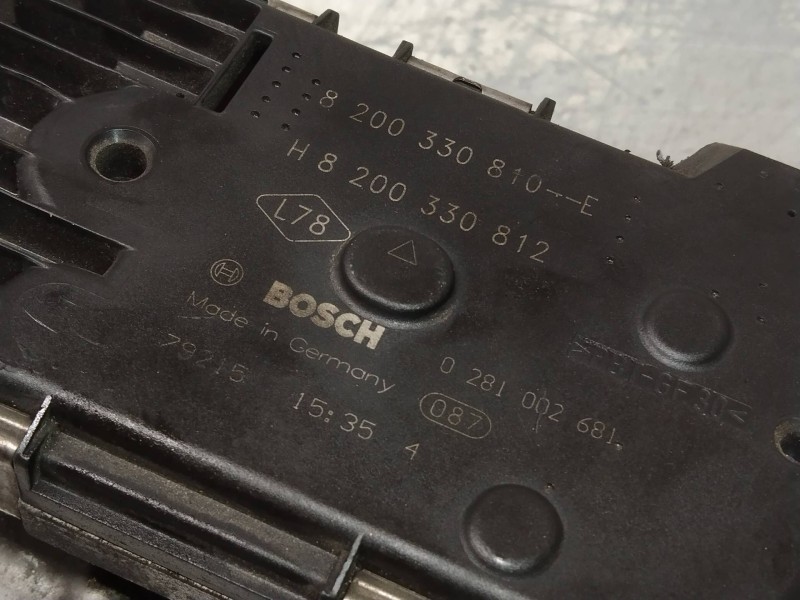 8 200 330 810---E
H 8 200 330 812
L78
BOSCH
Made in Germany
0 281 002 681
79215
087
15:35 4